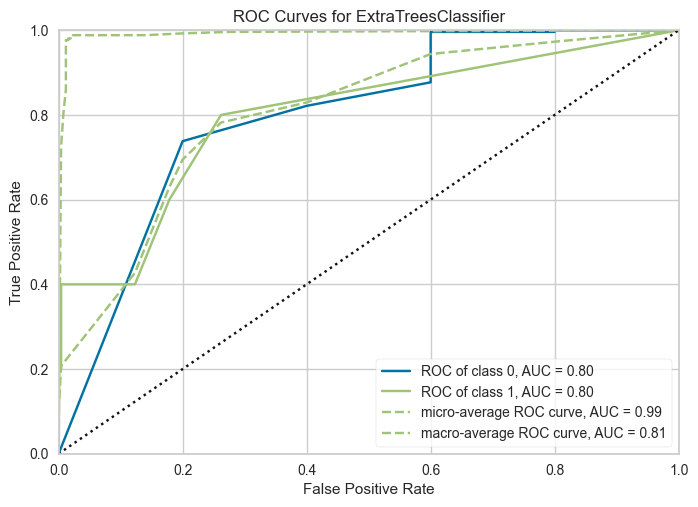 ROC Curves for ExtraTreesClassifier
1.0
0.8
0.6
0.4
0.2
0.0
True Positive Rate
ROC of class 0, AUC = 0.80
ROC of class 1, AUC = 0.80
micro-average ROC curve, AUC = 0.99
macro-average ROC curve, AUC = 0.81
0.0 0.2 0.4 0.6 0.8 1.0
False Positive Rate